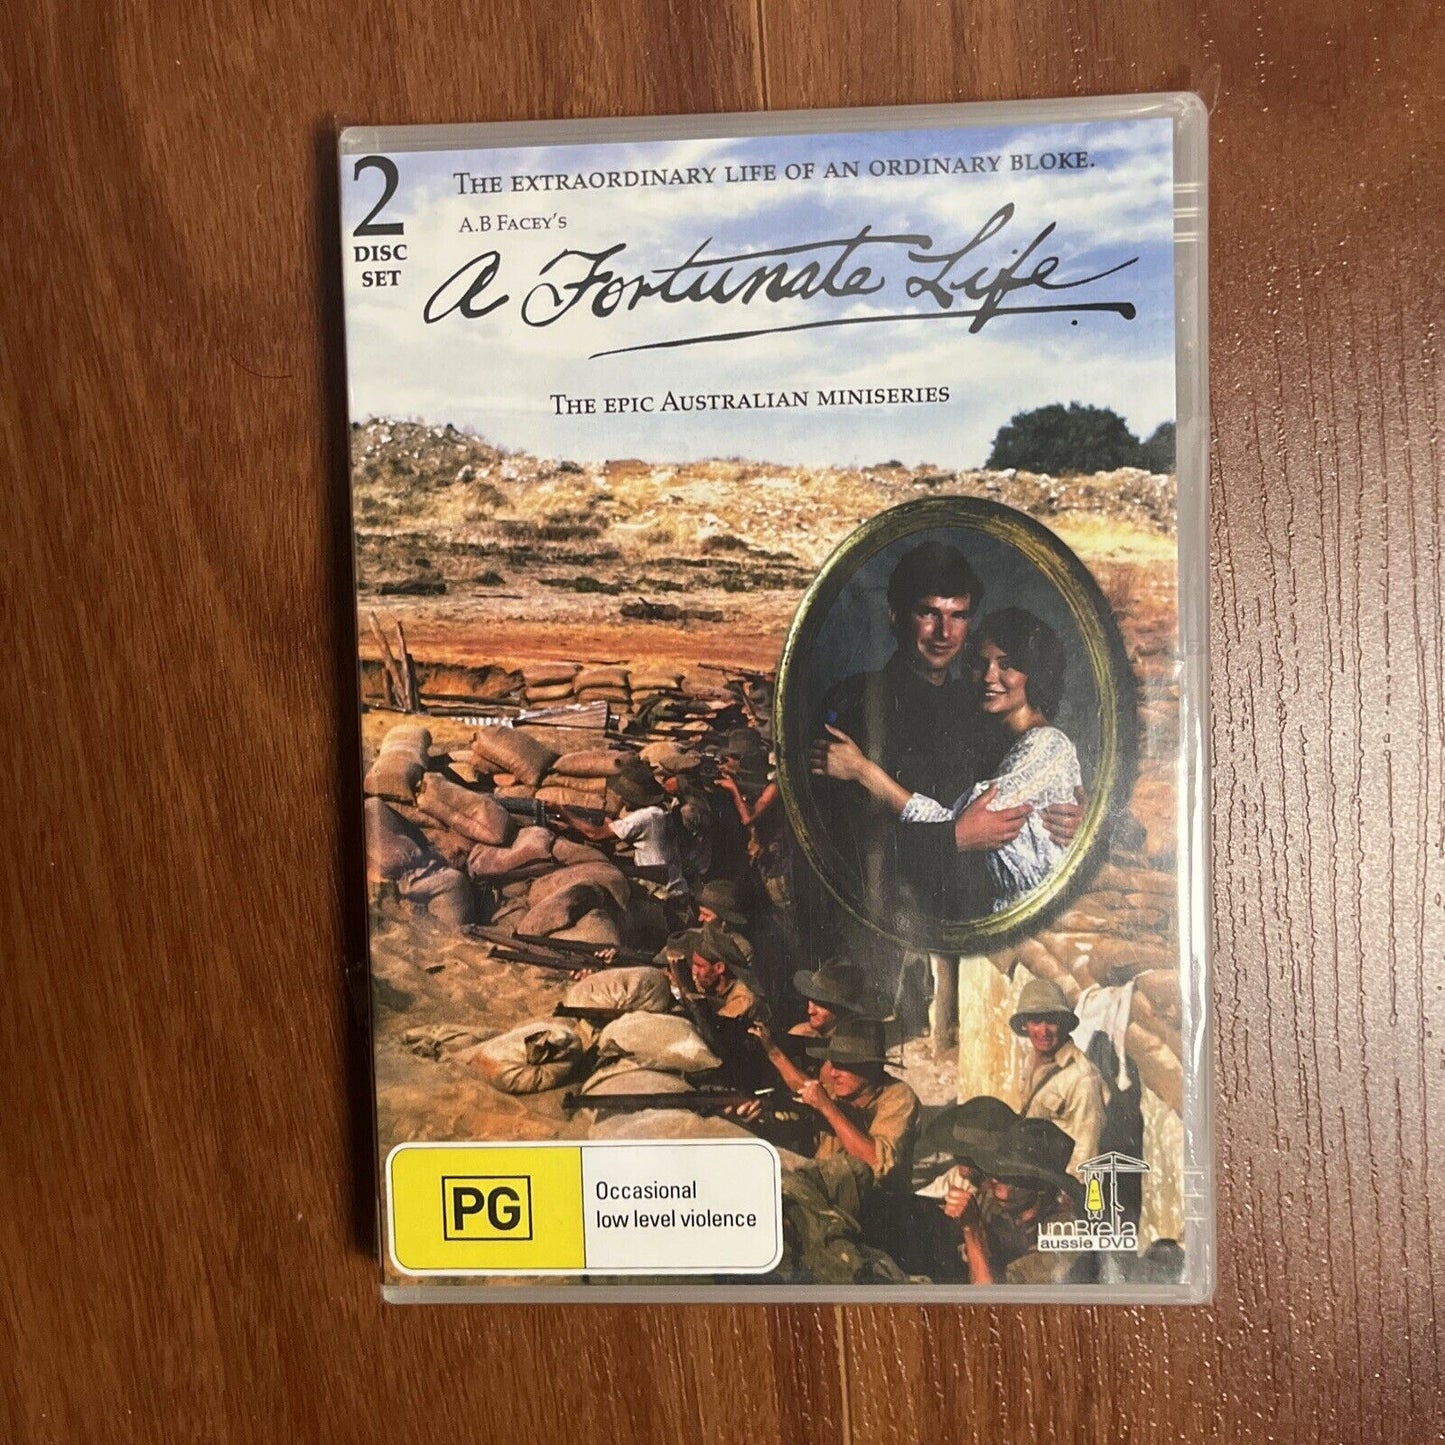 2
DISC
SET
THE EXTRAORDINARY LIFE OF AN ORDINARY BLOKE.
A.B FACEY'S
A Fortunate Life
THE EPIC AUSTRALIAN MINISERIES
PG
Occasional
low level violence
umBrella
aussie DVD